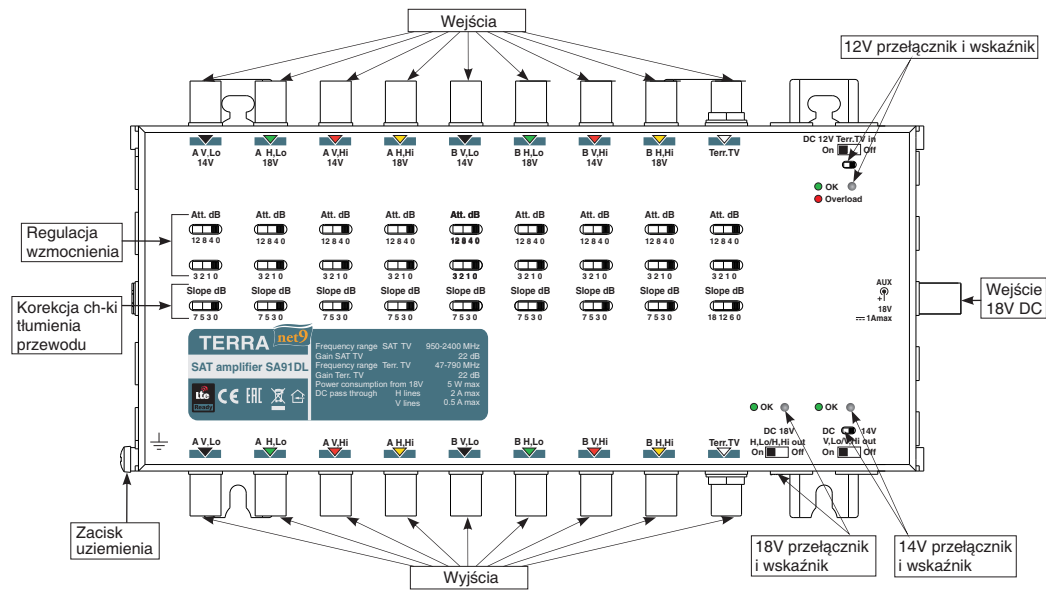 Wejścia
12V przełącznik i wskaźnik
A V,Lo A H,Lo A V,Hi A H,Hi B V,Lo B H,Lo B V,Hi B H,Hi Terr.TV
14V 18V 14V 18V 14V 18V 14V 18V
DC 12V Terr.TV in
On Off
OK
Overload
Regulacja
wzmocnienia
Att. dB Att. dB Att. dB Att. dB Att. dB Att. dB Att. dB Att. dB Att. dB
12 8 4 0 12 8 4 0 12 8 4 0 12 8 4 0 12 8 4 0 12 8 4 0 12 8 4 0 12 8 4 0 12 8 4 0
3 2 1 0 3 2 1 0 3 2 1 0 3 2 1 0 3 2 1 0 3 2 1 0 3 2 1 0 3 2 1 0 3 2 1 0
Korekcja ch-ki
tłumienia
przewodu
Slope dB Slope dB Slope dB Slope dB Slope dB Slope dB Slope dB Slope dB Slope dB
7 5 3 0 7 5 3 0 7 5 3 0 7 5 3 0 7 5 3 0 7 5 3 0 7 5 3 0 7 5 3 0 18 12 6 0
AUX
+
18V
1Amax
Wejście
18V DC
TERRA net9
SAT amplifier SA91DL
lte
Ready
CE EAC
Frequency range SAT TV 950-2400 MHz
Gain SAT TV 22 dB
Frequency range Terr. TV 47-790 MHz
Gain Terr. TV 22 dB
Power consumption from 18V 5 W max
DC pass through H lines 2 A max
V lines 0.5 A max
OK OK
DC 18V
H,Lo/H,Hi out
On Off
DC 14V
V,Lo/V,Hi out
On Off
A V,Lo A H,Lo A V,Hi A H,Hi B V,Lo B H,Lo B V,Hi B H,Hi Terr.TV
Zacisk
uziemienia
Wyjścia
18V przełącznik
i wskaźnik
14V przełącznik
i wskaźnik